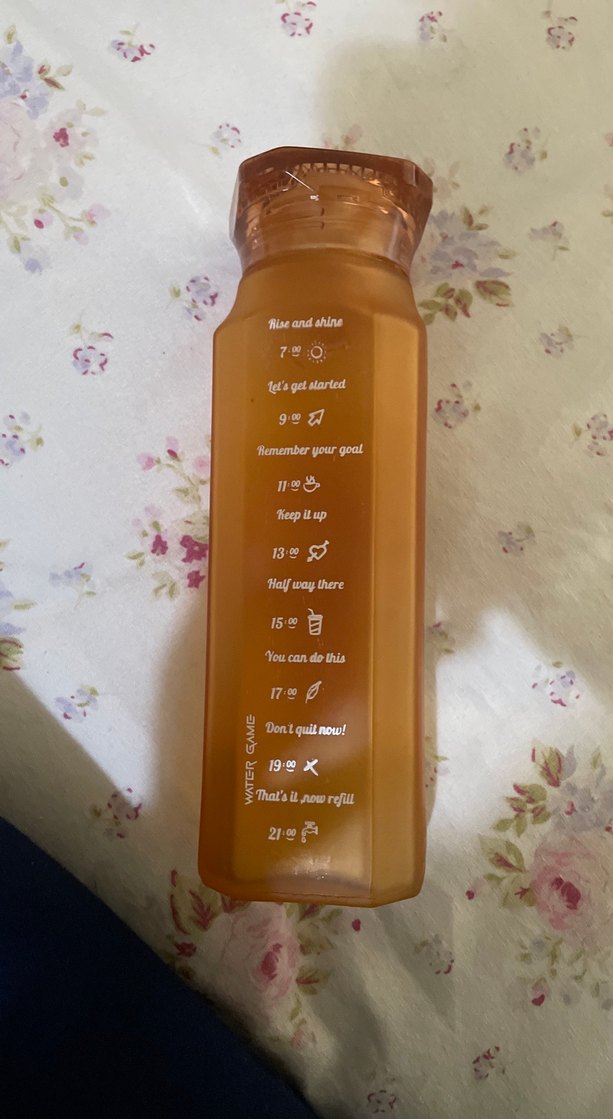 Rise and shine
7:00
Let's get started
9:00
Remember your goal
11:00
Keep it up
13:00
Half way there
15:00
You can do this
17:00
Don't quit now!
19:00
That's it ,now refill
21:00
WATER GAME